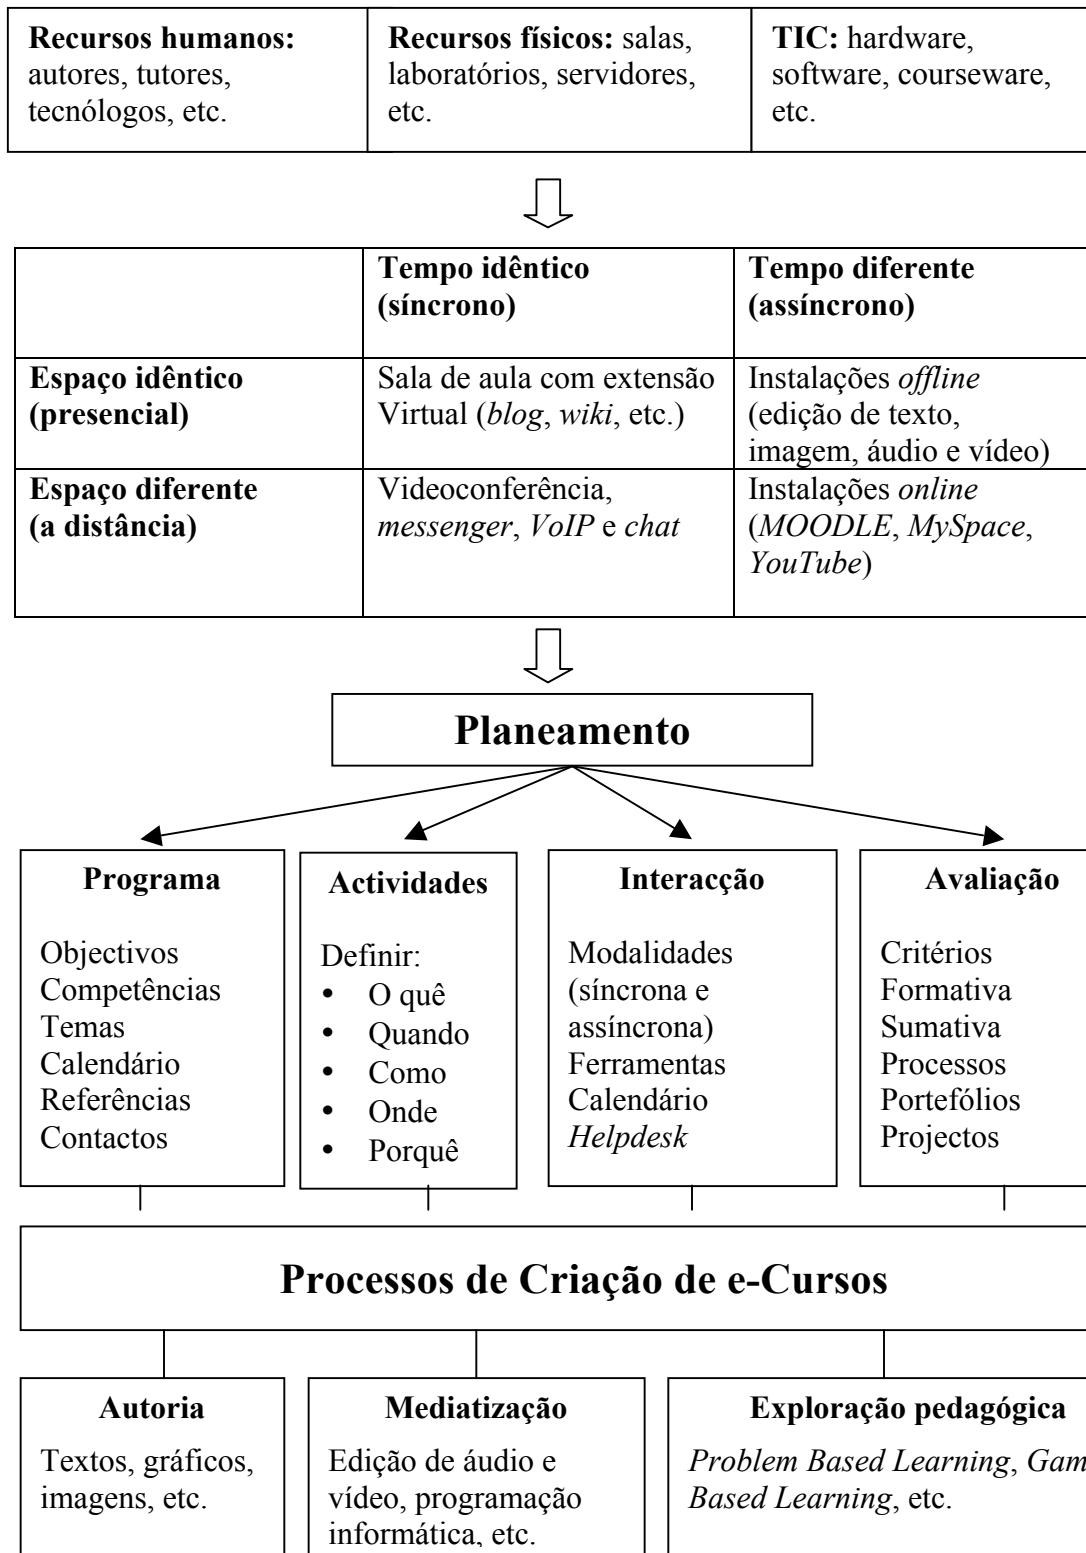 Recursos humanos:
autores, tutores,
tecnólogos, etc.
Recursos físicos: salas,
laboratórios, servidores,
etc.
TIC: hardware,
software, courseware,
etc.
Tempo idêntico
(síncrono)
Tempo diferente
(assíncrono)
Espaço idêntico
(presencial)
Sala de aula com extensão
Virtual (blog, wiki, etc.)
Instalações offline
(edição de texto,
imagem, áudio e vídeo)
Espaço diferente
(a distância)
Videoconferência,
messenger, VoIP e chat
Instalações online
(MOODLE, MySpace,
YouTube)
Planeamento
Programa
Objectivos
Competências
Temas
Calendário
Referências
Contactos
Actividades
Definir:
• O quê
• Quando
• Como
• Onde
• Porquê
Interacção
Modalidades
(síncrona e
assíncrona)
Ferramentas
Calendário
Helpdesk
Avaliação
Critérios
Formativa
Sumativa
Processos
Portefólios
Projectos
Processos de Criação de e-Cursos
Autoria
Textos, gráficos,
imagens, etc.
Mediatização
Edição de áudio e
vídeo, programação
informática, etc.
Exploração pedagógica
Problem Based Learning,
Based Learning, etc.